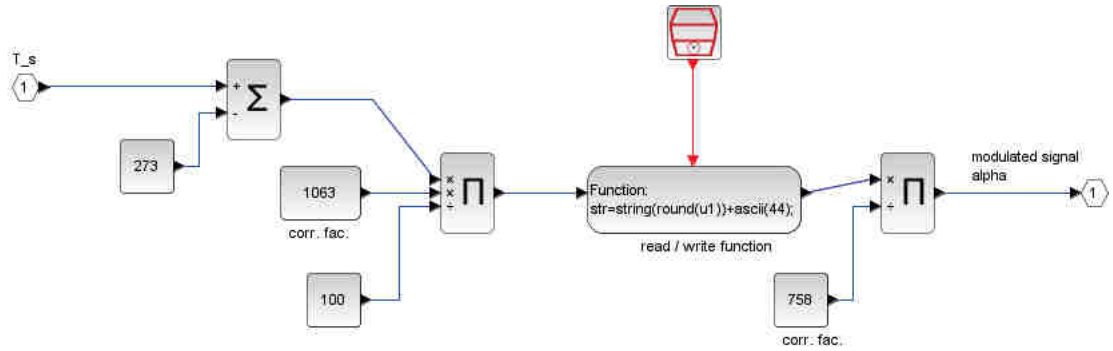 T_s
1
+
-
Σ
273
1063
corr. fac.
100
×
×
÷
Π
Function:
str=string(round(u1))+ascii(44);
read / write function
×
÷
Π
758
corr. fac.
modulated signal
alpha
1